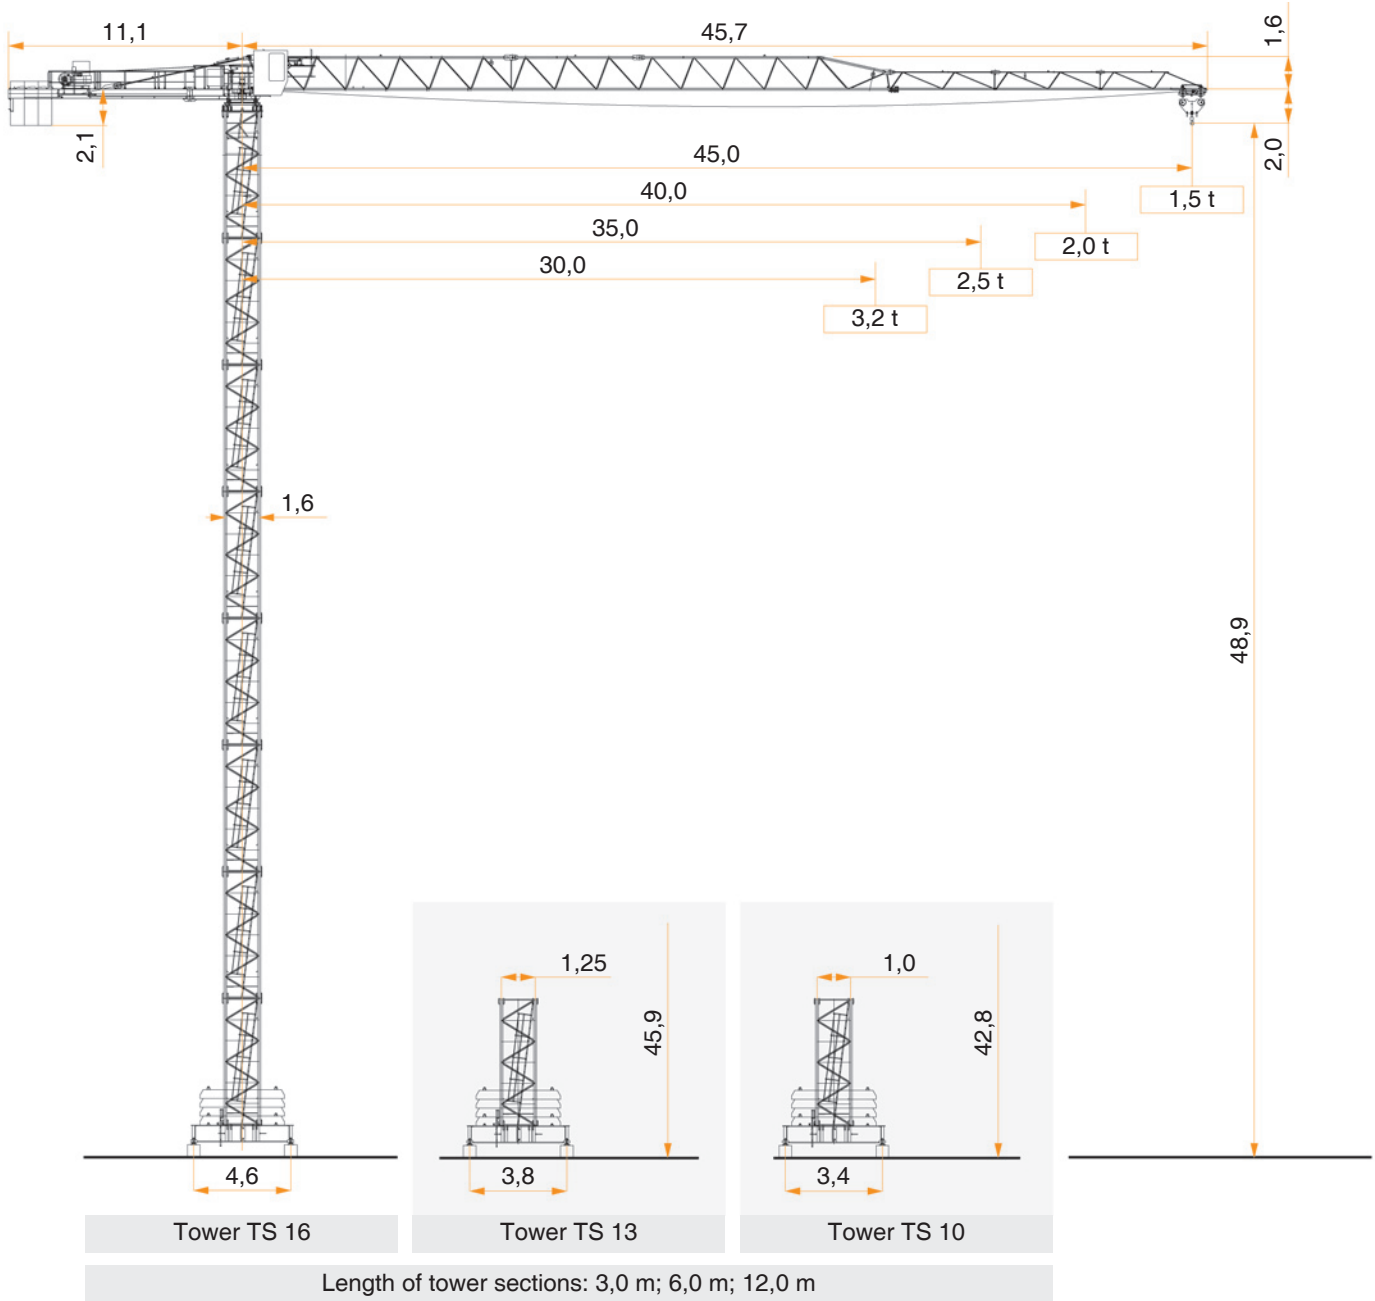 11,1
45,7
1,6
2,1
2,0
45,0
1,5 t
40,0
2,0 t
35,0
2,5 t
30,0
3,2 t
1,6
48,9
1,25
45,9
1,0
42,8
4,6
3,8
3,4
Tower TS 16
Tower TS 13
Tower TS 10
Length of tower sections: 3,0 m; 6,0 m; 12,0 m